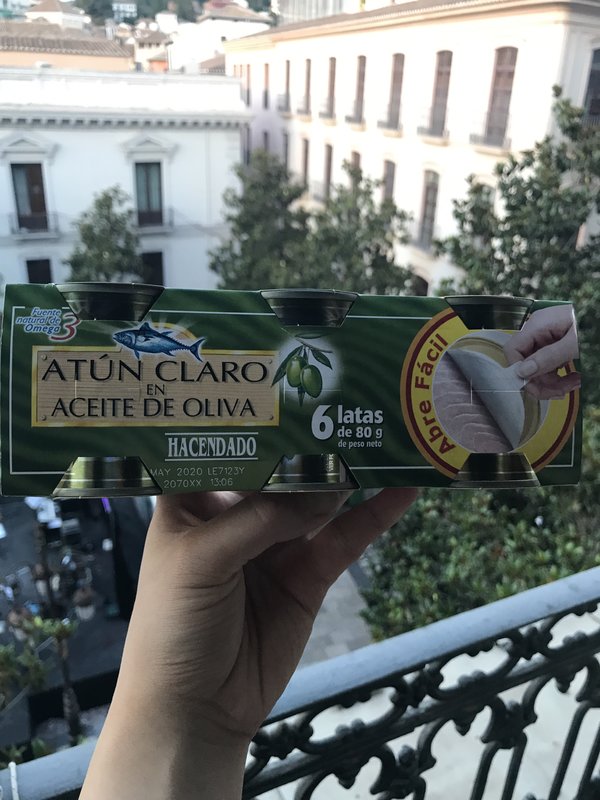 Fuente
natural de
Omega 3
ATÚN CLARO
EN
ACEITE DE OLIVA
HACENDADO
MAY 2020 LE7123Y
2070XX 13:06
6 latas
de 80 g
de peso neto
Abre Fácil